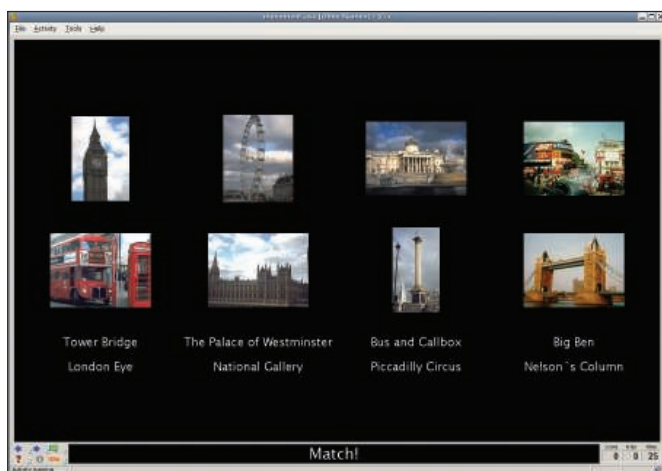 File Activity Tools Help
Tower Bridge The Palace of Westminster Bus and Callbox Big Ben
London Eye National Gallery Piccadilly Circus Nelson`s Column
Match!
0 0 25